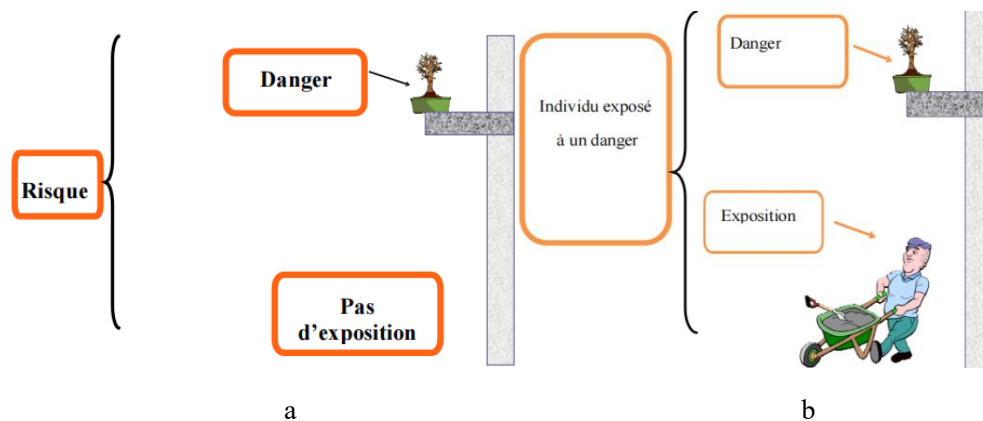 Risque
Danger
Pas
d’exposition
Individu exposé
à un danger
Danger
Exposition
a
b